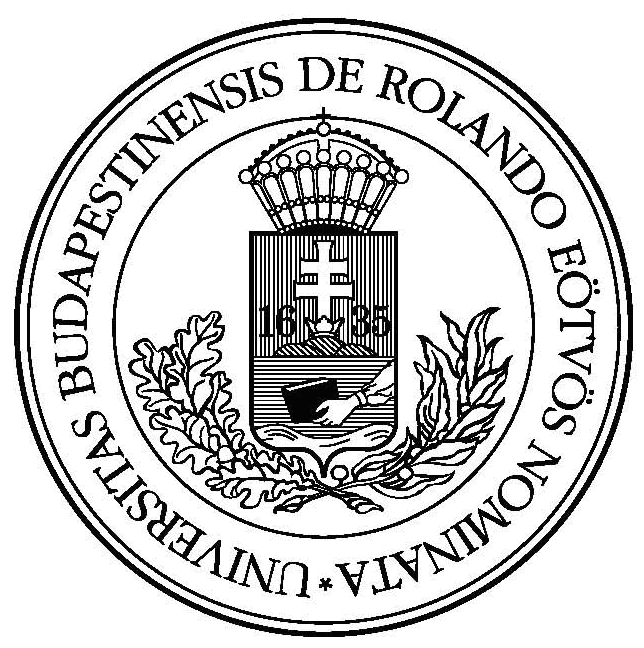 UNIVERSITAS BUDAPESTINENSIS DE ROLANDO EÖTVÖS NOMINATA *
1635